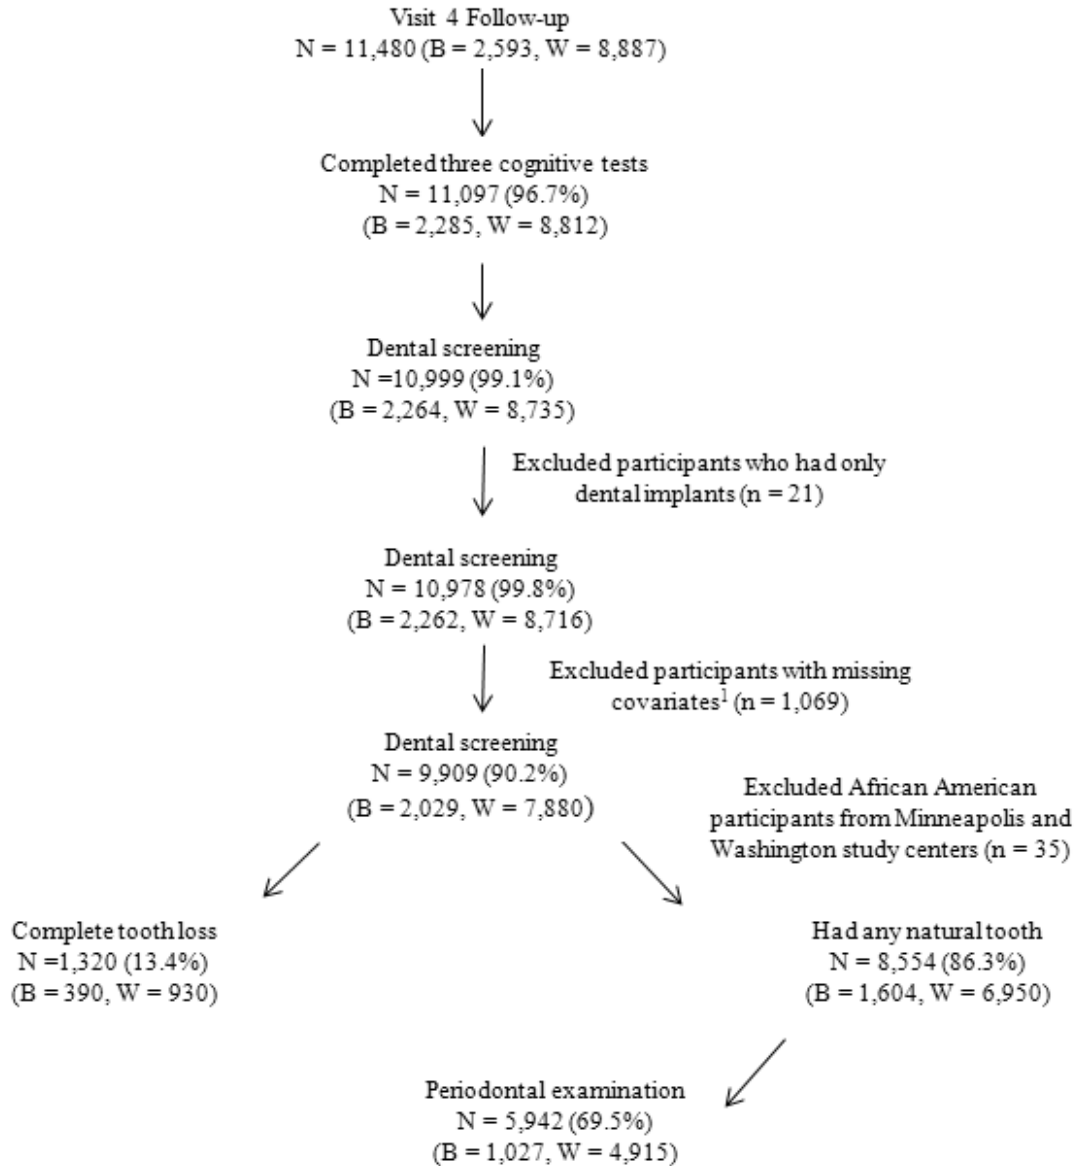 Visit 4 Follow-up
N = 11,480 (B = 2,593, W = 8,887)
Completed three cognitive tests
N = 11,097 (96.7%)
(B = 2,285, W = 8,812)
Dental screening
N =10,999 (99.1%)
(B = 2,264, W = 8,735)
Excluded participants who had only
dental implants (n = 21)
Dental screening
N = 10,978 (99.8%)
(B = 2,262, W = 8,716)
Excluded participants with missing
covariates¹ (n = 1,069)
Dental screening
N = 9,909 (90.2%)
(B = 2,029, W = 7,880)
Excluded African American
participants from Minneapolis and
Washington study centers (n = 35)
Complete tooth loss
N =1,320 (13.4%)
(B = 390, W = 930)
Had any natural tooth
N = 8,554 (86.3%)
(B = 1,604, W = 6,950)
Periodontal examination
N = 5,942 (69.5%)
(B = 1,027, W = 4,915)